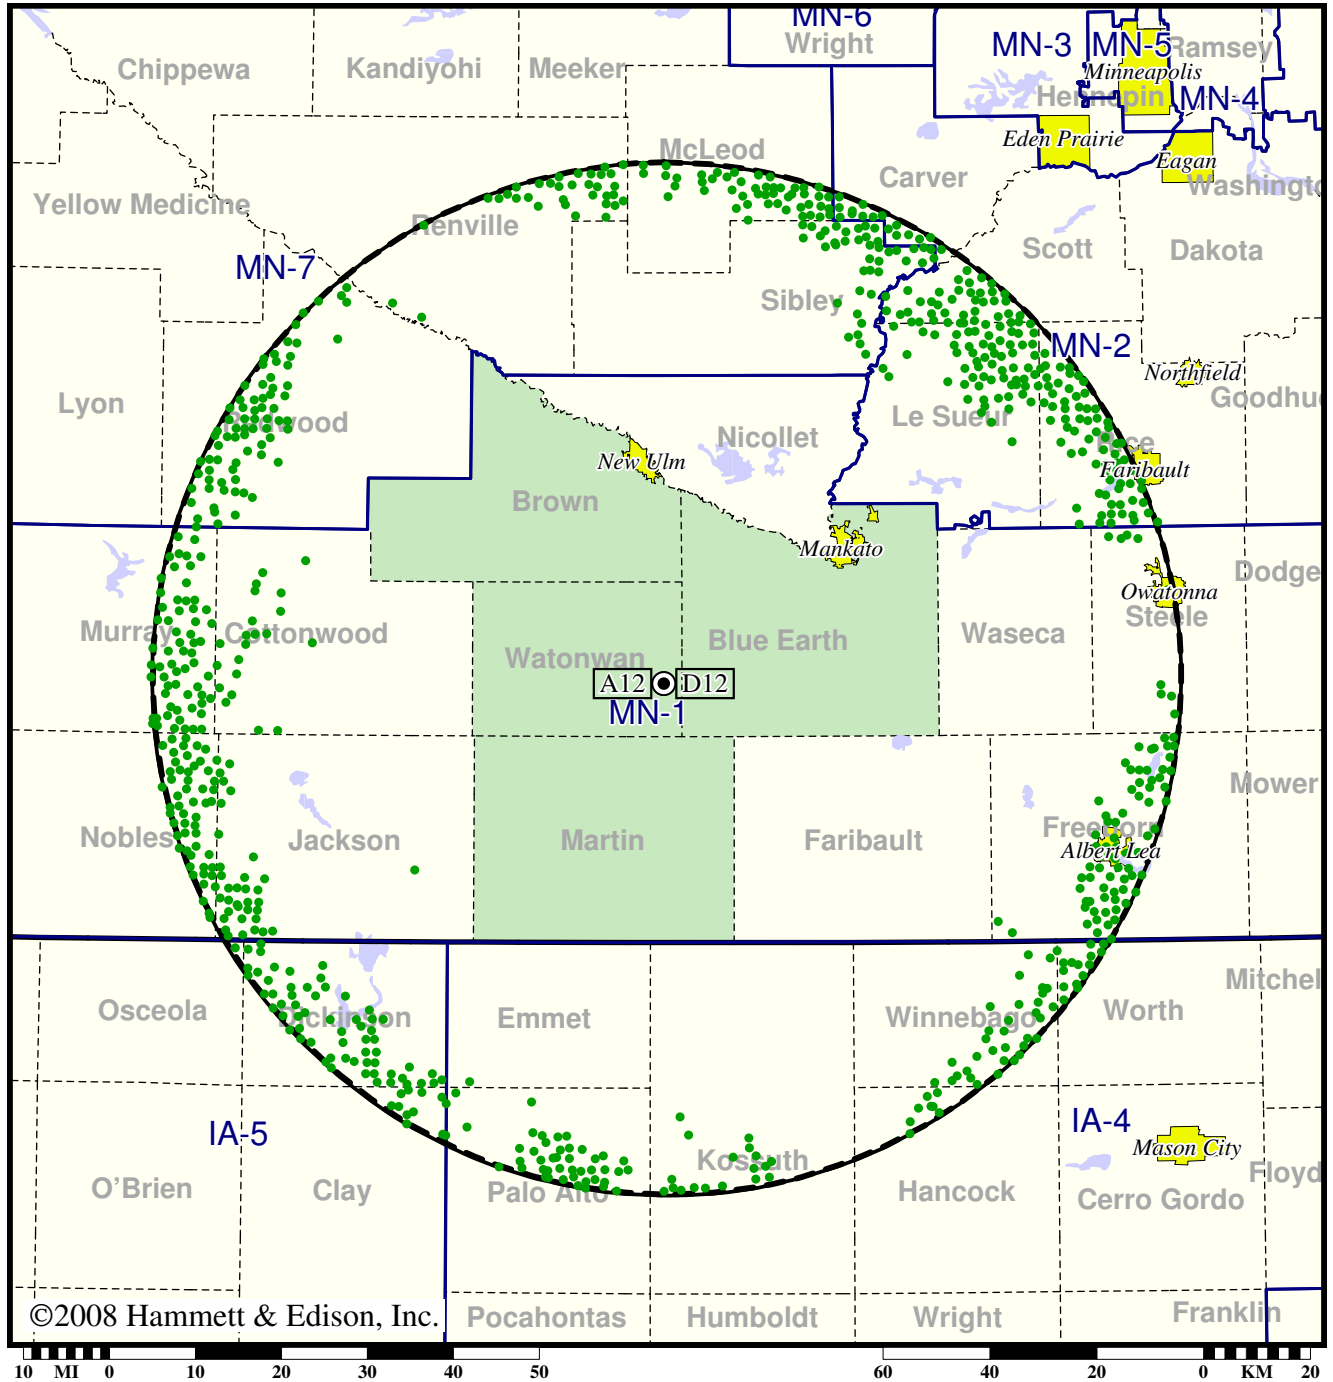 MN-6
Wright
MN-3
MN-5
Ramsey
Chippewa
Kandiyohi
Meeker
Minneapolis
Hennepin
MN-4
Eden Prairie
McLeod
Eagan
Carver
Washingto
Yellow Medicine
Renville
Scott
Dakota
MN-7
Sibley
MN-2
Northfield
Lyon
Goodhu
Redwood
Le Sueur
Nicollet
Rice
New Ulm
Faribault
Brown
Mankato
Dodge
Owatonna
Steele
Murray
Cottonwood
Blue Earth
Waseca
Watonwan
A12 D12
MN-1
Mower
Nobles
Jackson
Martin
Faribault
Freeborn
Albert Lea
Mitchel
Osceola
Dickinson
Emmet
Winnebago
Worth
IA-5
IA-4
Mason City
Kossuth
Floyd
O'Brien
Clay
Palo Alto
Hancock
Cerro Gordo
©2008 Hammett & Edison, Inc.
Pocahontas
Humboldt
Wright
Franklin
10 MI 0 10 20 30 40 50 60 40 20 0 KM 20